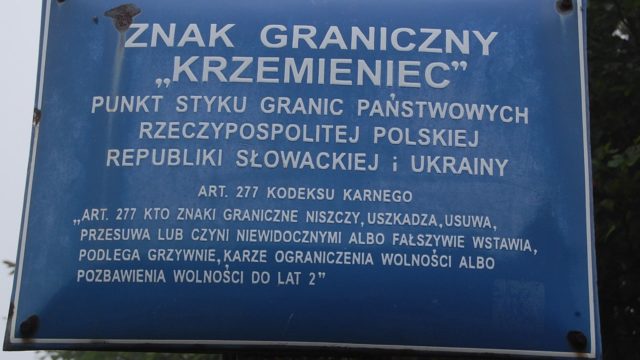 ZNAK GRANICZNY
„KRZEMIENIEC”
PUNKT STYKU GRANIC PAŃSTWOWYCH
RZECZYPOSPOLITEJ POLSKIEJ
REPUBLIKI SŁOWACKIEJ i UKRAINY
ART. 277 KODEKSU KARNEGO
„ART. 277 KTO ZNAKI GRANICZNE NISZCZY, USZKADZA, USUWA,
PRZESUWA LUB CZYNI NIEWIDOCZNYMI ALBO FAŁSZYWIE WSTAWIA,
PODLEGA GRZYWNIE, KARZE OGRANICZENIA WOLNOŚCI ALBO
POZBAWIENIA WOLNOŚCI DO LAT 2”